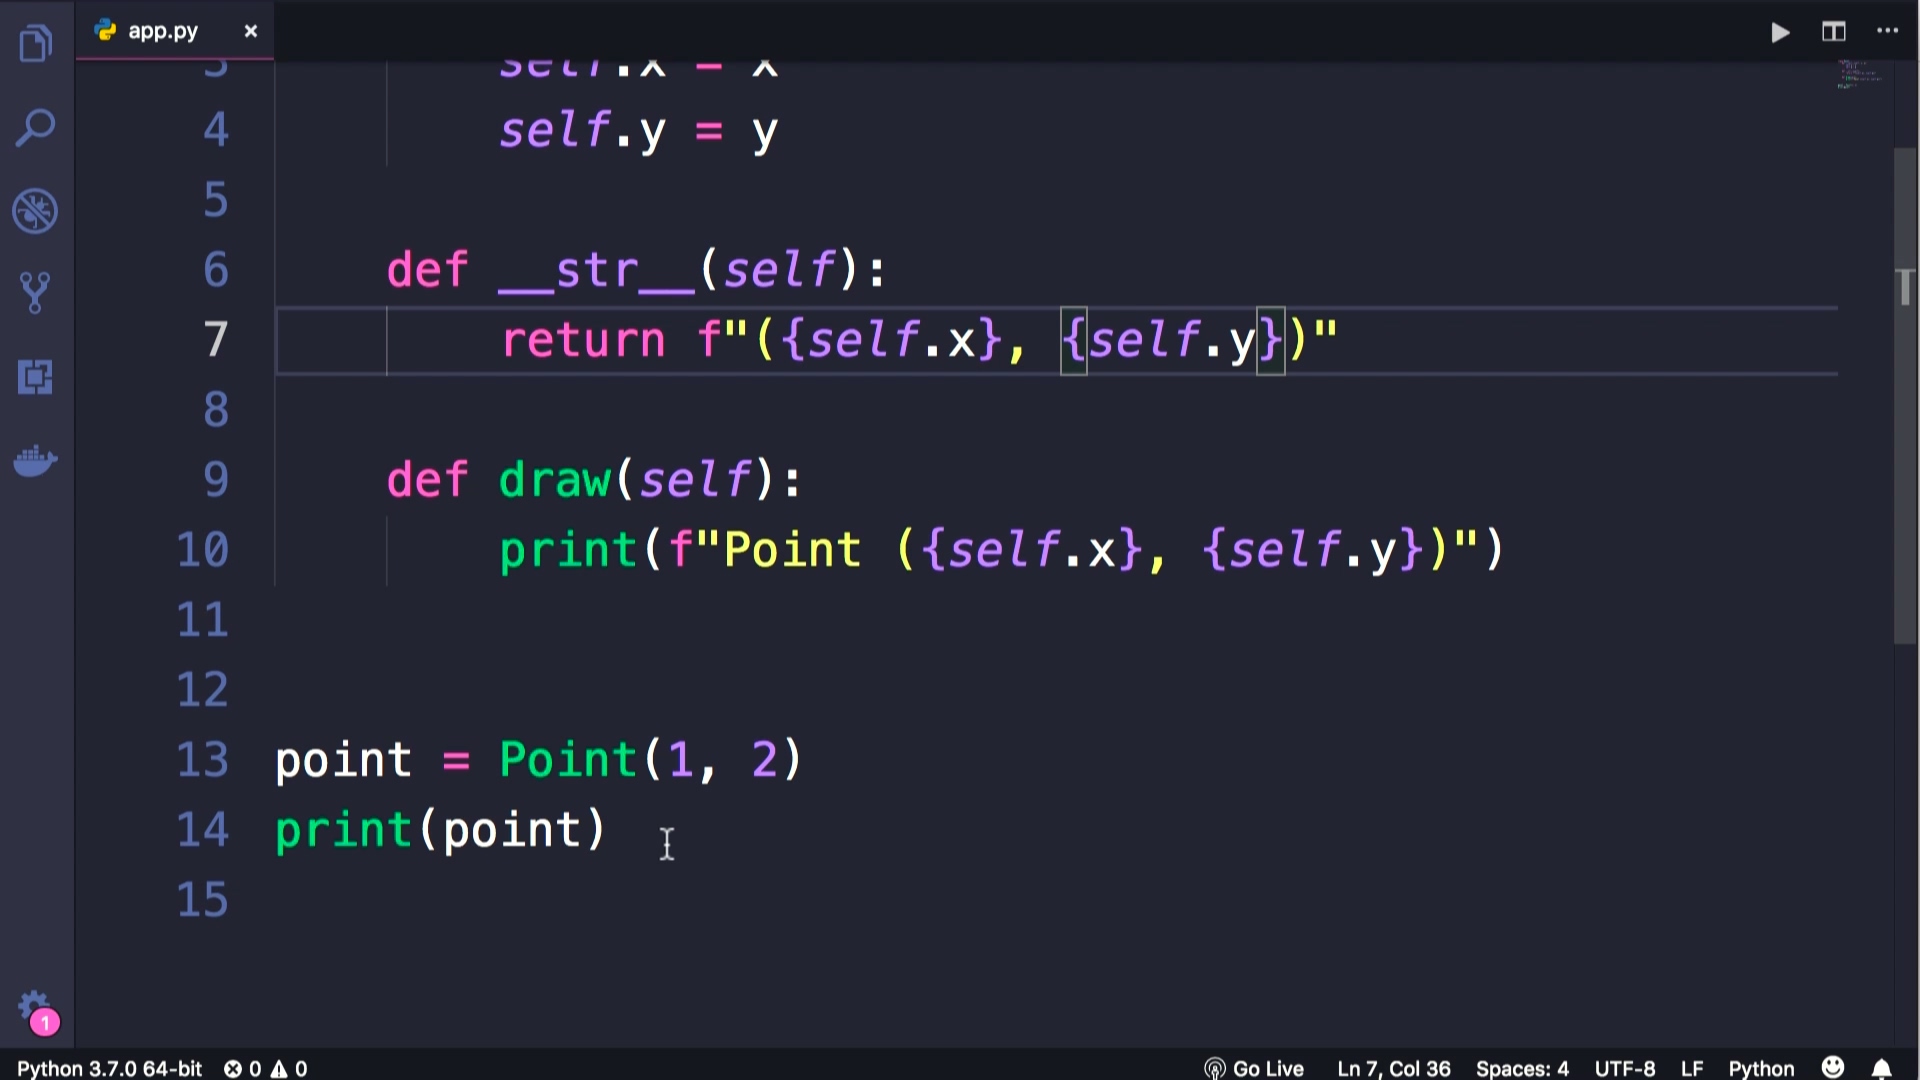 app.py ×
3 self.x = x
4 self.y = y
5
6 def __str__(self):
7 return f"({self.x}, {self.y})"
8
9 def draw(self):
10 print(f"Point ({self.x}, {self.y})")
11
12
13 point = Point(1, 2)
14 print(point)
15
1
Python 3.7.0 64-bit 0 0 Go Live Ln 7, Col 36 Spaces: 4 UTF-8 LF Python